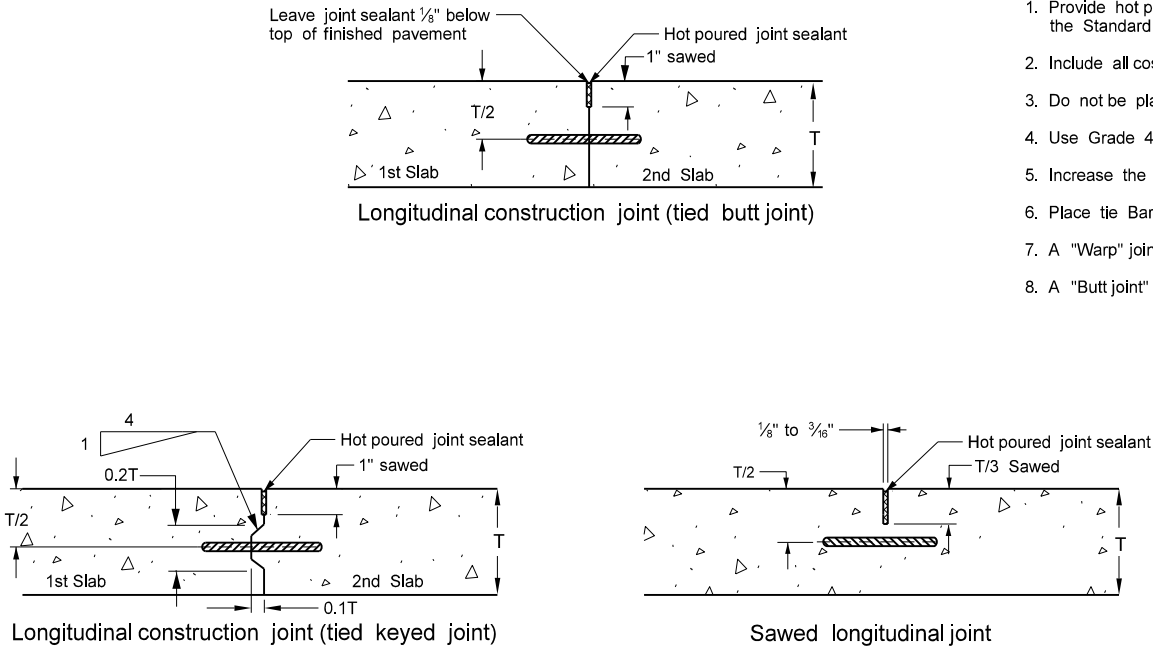 Leave joint sealant ⅛" below
top of finished pavement
Hot poured joint sealant
1" sawed
T/2
T
1st Slab
2nd Slab
Longitudinal construction joint (tied butt joint)
1. Provide hot p
the Standard
2. Include all cos
3. Do not be pla
4. Use Grade 4
5. Increase the
6. Place tie Bar
7. A "Warp" join
8. A "Butt joint"
4
1
0.2T
Hot poured joint sealant
1" sawed
T/2
T
1st Slab
2nd Slab
0.1T
Longitudinal construction joint (tied keyed joint)
⅛" to 3⁄16"
Hot poured joint sealant
T/2
T/3 Sawed
T
Sawed longitudinal joint